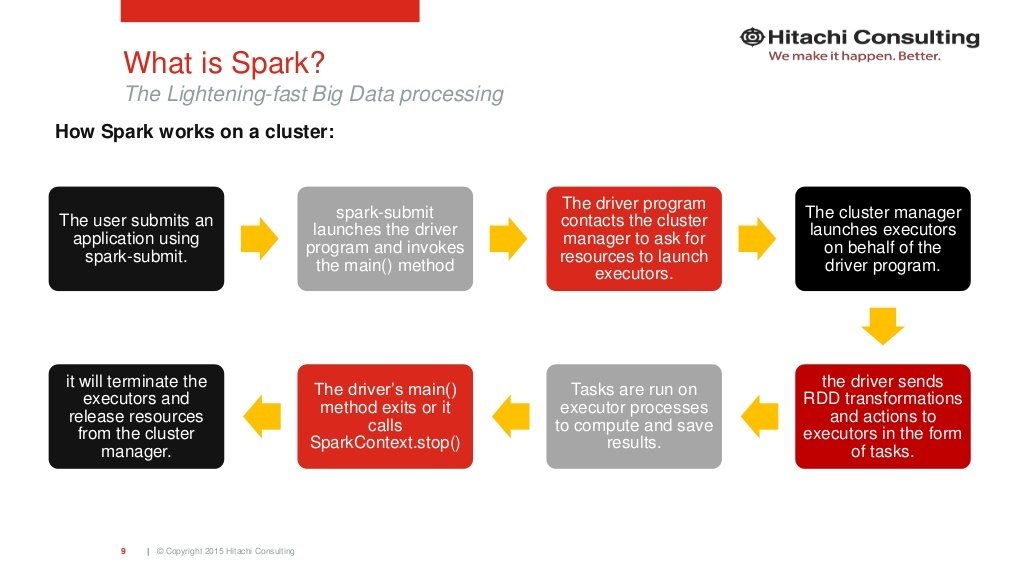 Hitachi Consulting
We make it happen. Better.
What is Spark?
The Lightening-fast Big Data processing
How Spark works on a cluster:
The user submits an
application using
spark-submit.
spark-submit
launches the driver
program and invokes
the main() method
The driver program
contacts the cluster
manager to ask for
resources to launch
executors.
The cluster manager
launches executors
on behalf of the
driver program.
the driver sends
RDD transformations
and actions to
executors in the form
of tasks.
Tasks are run on
executor processes
to compute and save
results.
The driver’s main()
method exits or it
calls
SparkContext.stop()
it will terminate the
executors and
release resources
from the cluster
manager.
9 | © Copyright 2015 Hitachi Consulting